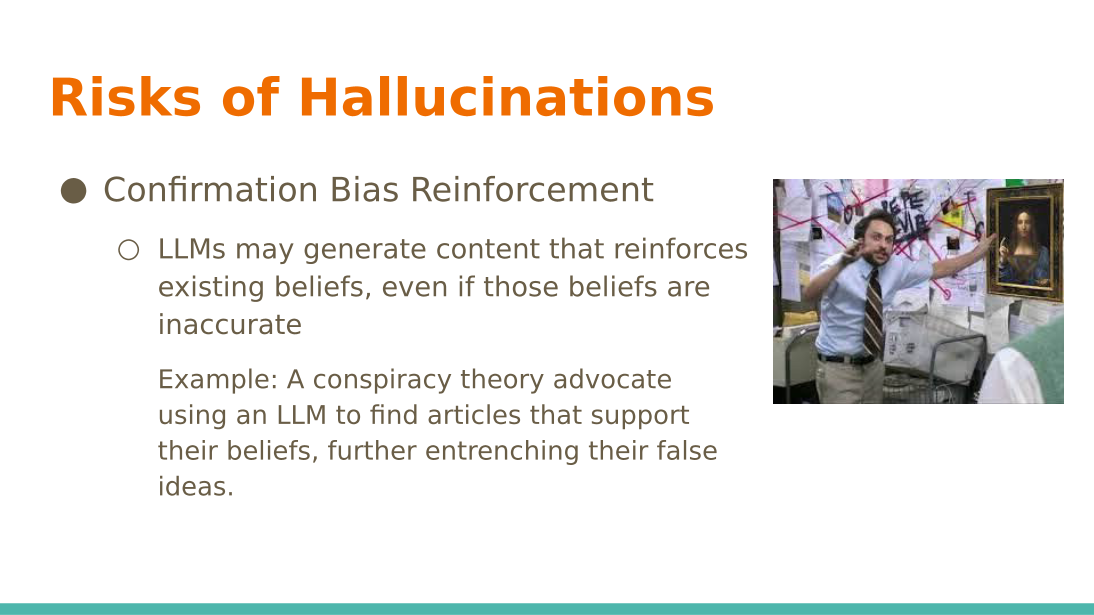 Risks of Hallucinations
● Confirmation Bias Reinforcement
○ LLMs may generate content that reinforces
existing beliefs, even if those beliefs are
inaccurate
Example: A conspiracy theory advocate
using an LLM to find articles that support
their beliefs, further entrenching their false
ideas.